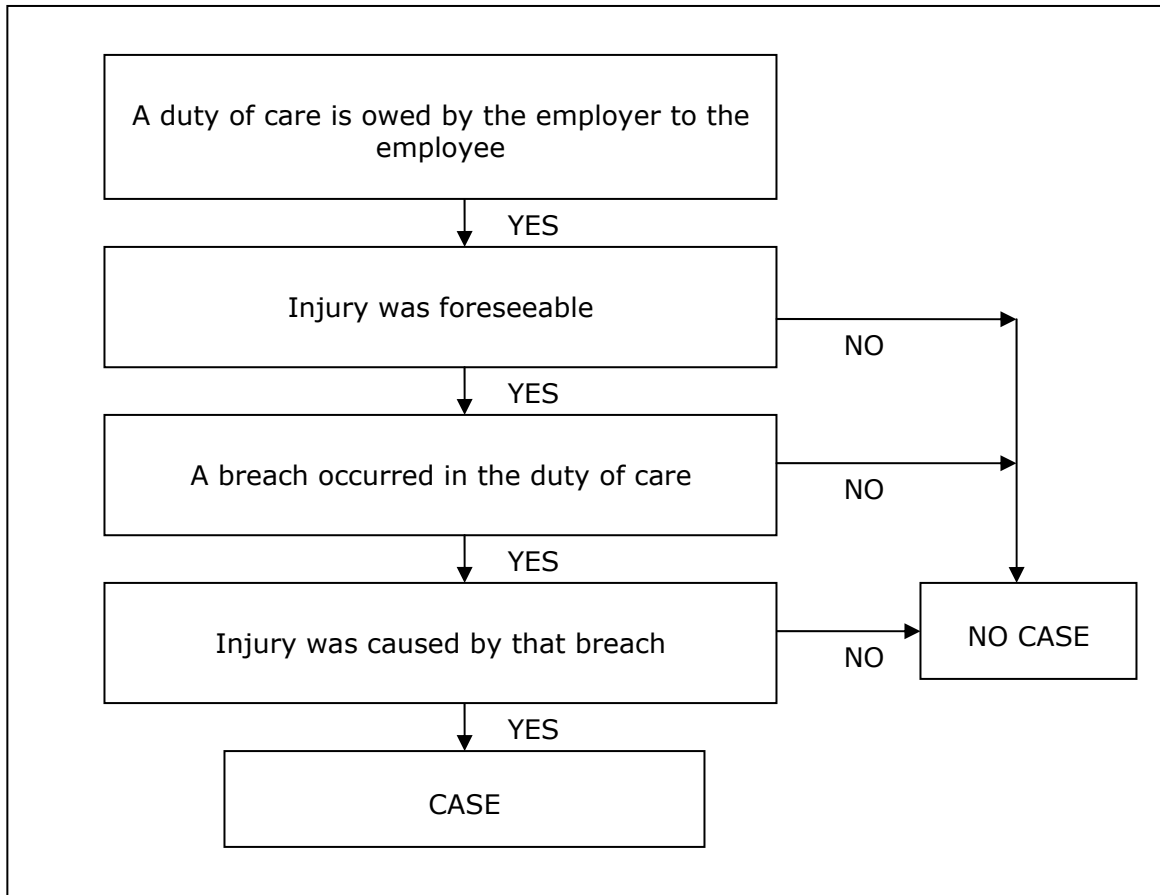 A duty of care is owed by the employer to the
employee
YES
Injury was foreseeable
NO
YES
A breach occurred in the duty of care
NO
YES
Injury was caused by that breach
NO
NO CASE
YES
CASE